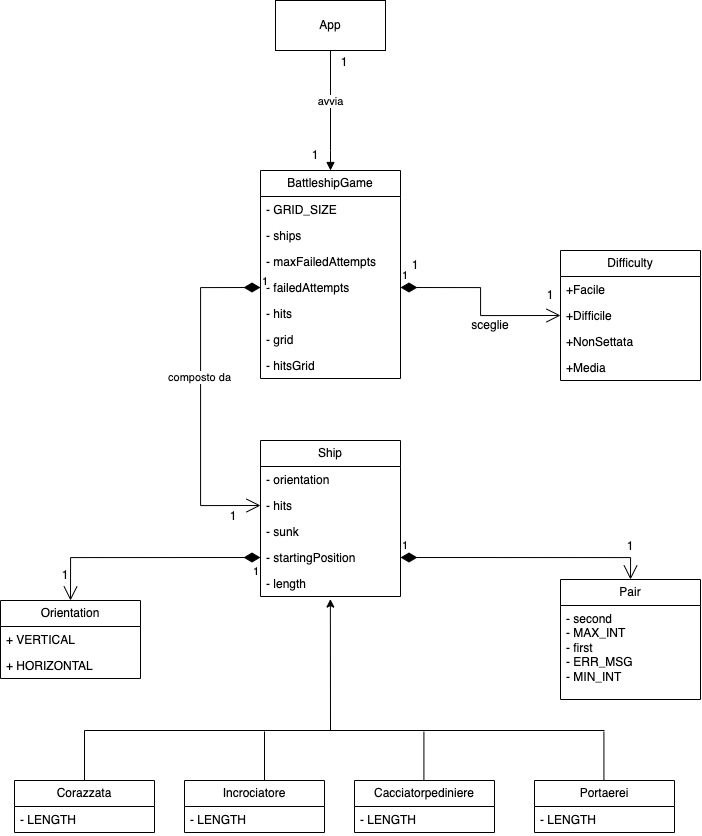 App
1
avvia
1
BattleshipGame
- GRID_SIZE
- ships
- maxFailedAttempts
- failedAttempts
- hits
- grid
- hitsGrid
1
1
1
sceglie
1
Difficulty
+Facile
+Difficile
+NonSettata
+Media
composto da
1
Ship
- orientation
- hits
- sunk
- startingPosition
- length
1
1
Orientation
+ VERTICAL
+ HORIZONTAL
1
1
Pair
- second
- MAX_INT
- first
- ERR_MSG
- MIN_INT
Corazzata
- LENGTH
Incrociatore
- LENGTH
Cacciatorpediniere
- LENGTH
Portaerei
- LENGTH